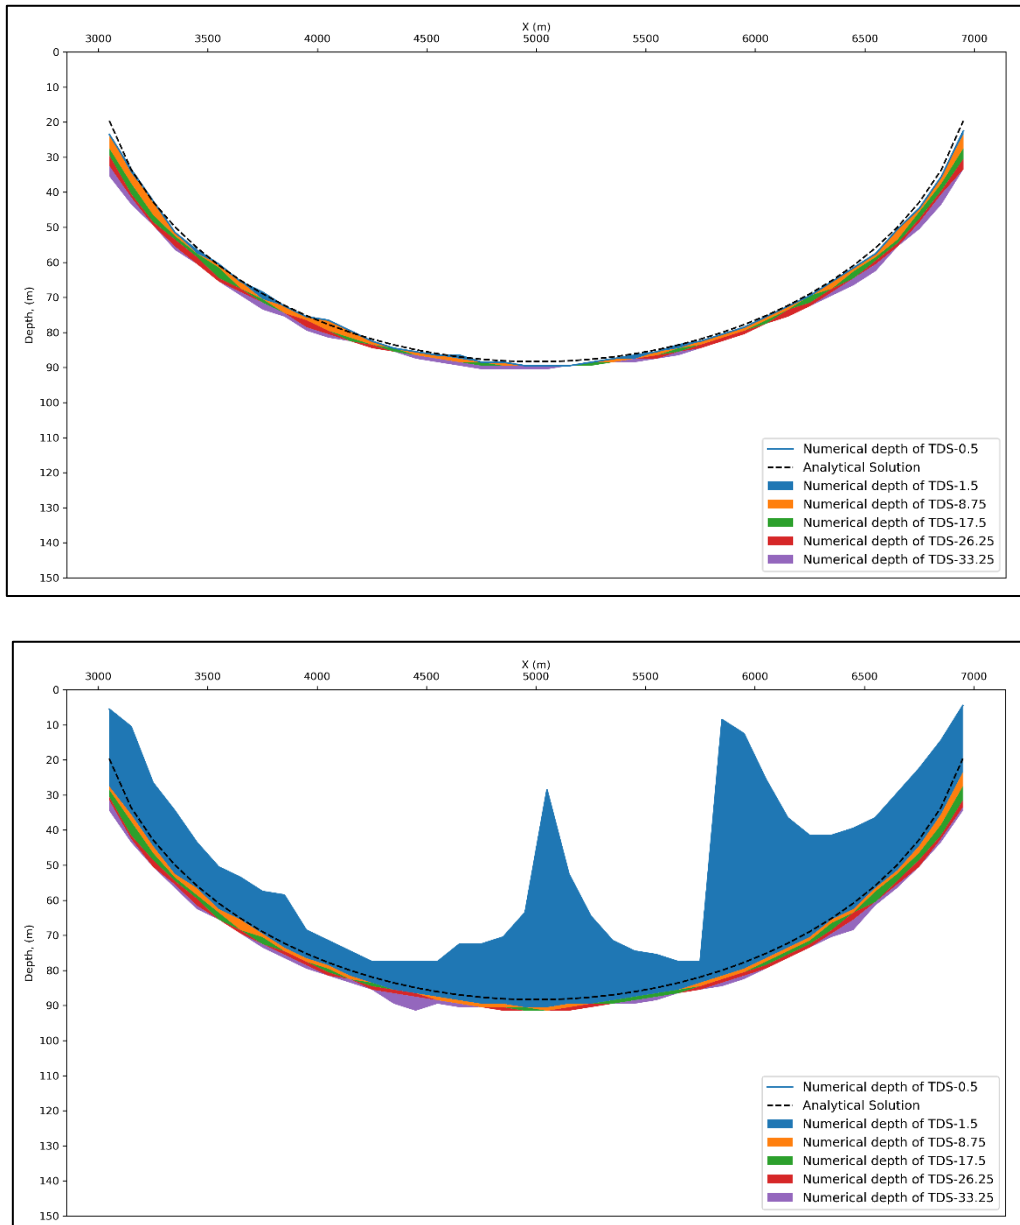 X (m)
3000 3500 4000 4500 5000 5500 6000 6500 7000
0
10
20
30
40
50
60
70
80
90
100
110
120
130
140
150
Depth, (m)
Numerical depth of TDS-0.5
Analytical Solution
Numerical depth of TDS-1.5
Numerical depth of TDS-8.75
Numerical depth of TDS-17.5
Numerical depth of TDS-26.25
Numerical depth of TDS-33.25
X (m)
3000 3500 4000 4500 5000 5500 6000 6500 7000
0
10
20
30
40
50
60
70
80
90
100
110
120
130
140
150
Depth, (m)
Numerical depth of TDS-0.5
Analytical Solution
Numerical depth of TDS-1.5
Numerical depth of TDS-8.75
Numerical depth of TDS-17.5
Numerical depth of TDS-26.25
Numerical depth of TDS-33.25